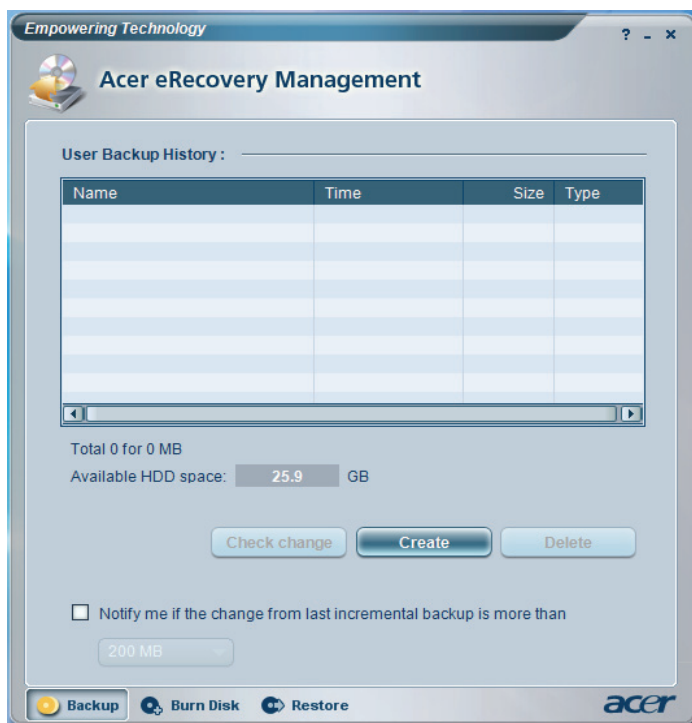 Empowering Technology
? - x
Acer eRecovery Management
User Backup History :
Name Time Size Type
Total 0 for 0 MB
Available HDD space: 25.9 GB
Check change Create Delete
Notify me if the change from last incremental backup is more than
200 MB
Backup Burn Disk Restore acer